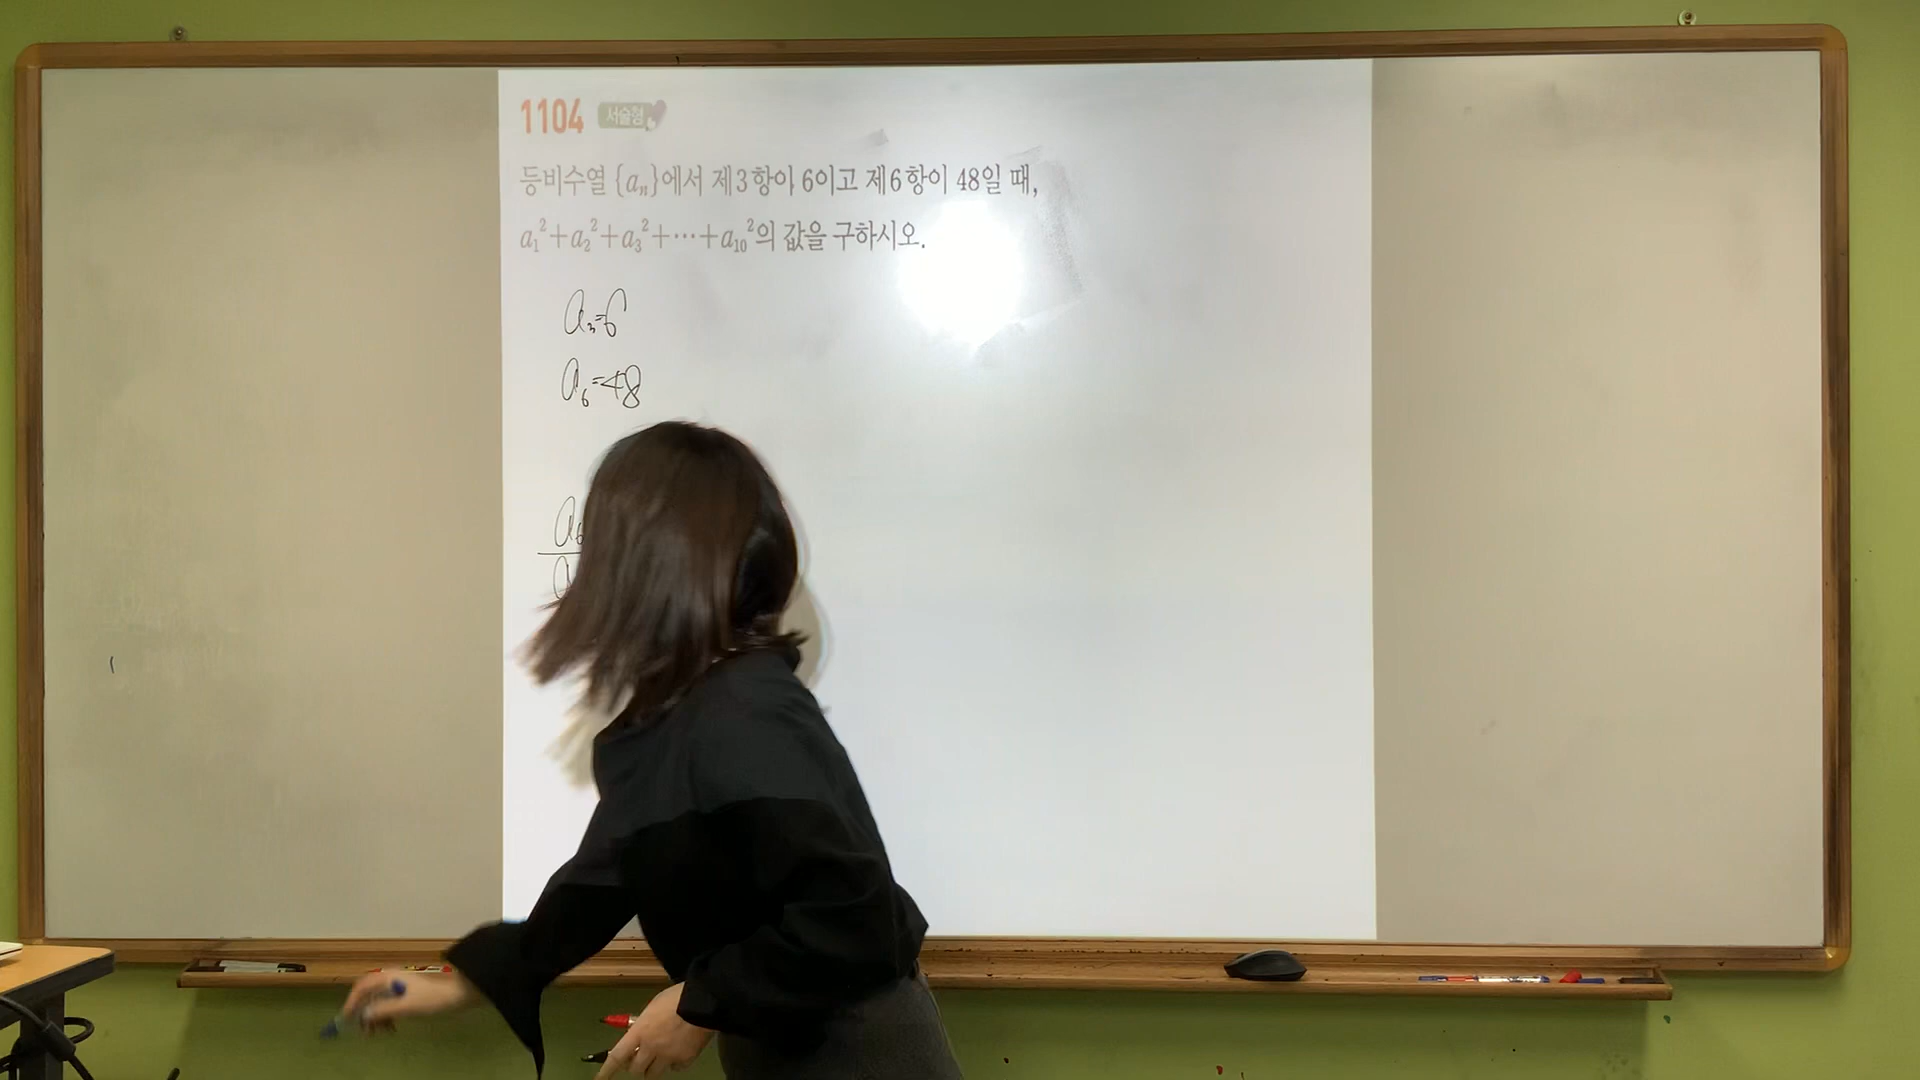 1104 서술형
등비수열 {aₙ}에서 제3항이 6이고 제6항이 48일 때,
a₁²+a₂²+a₃²+⋯+a₁₀²의 값을 구하시오.
a₃=6
a₆=48
a₆
a